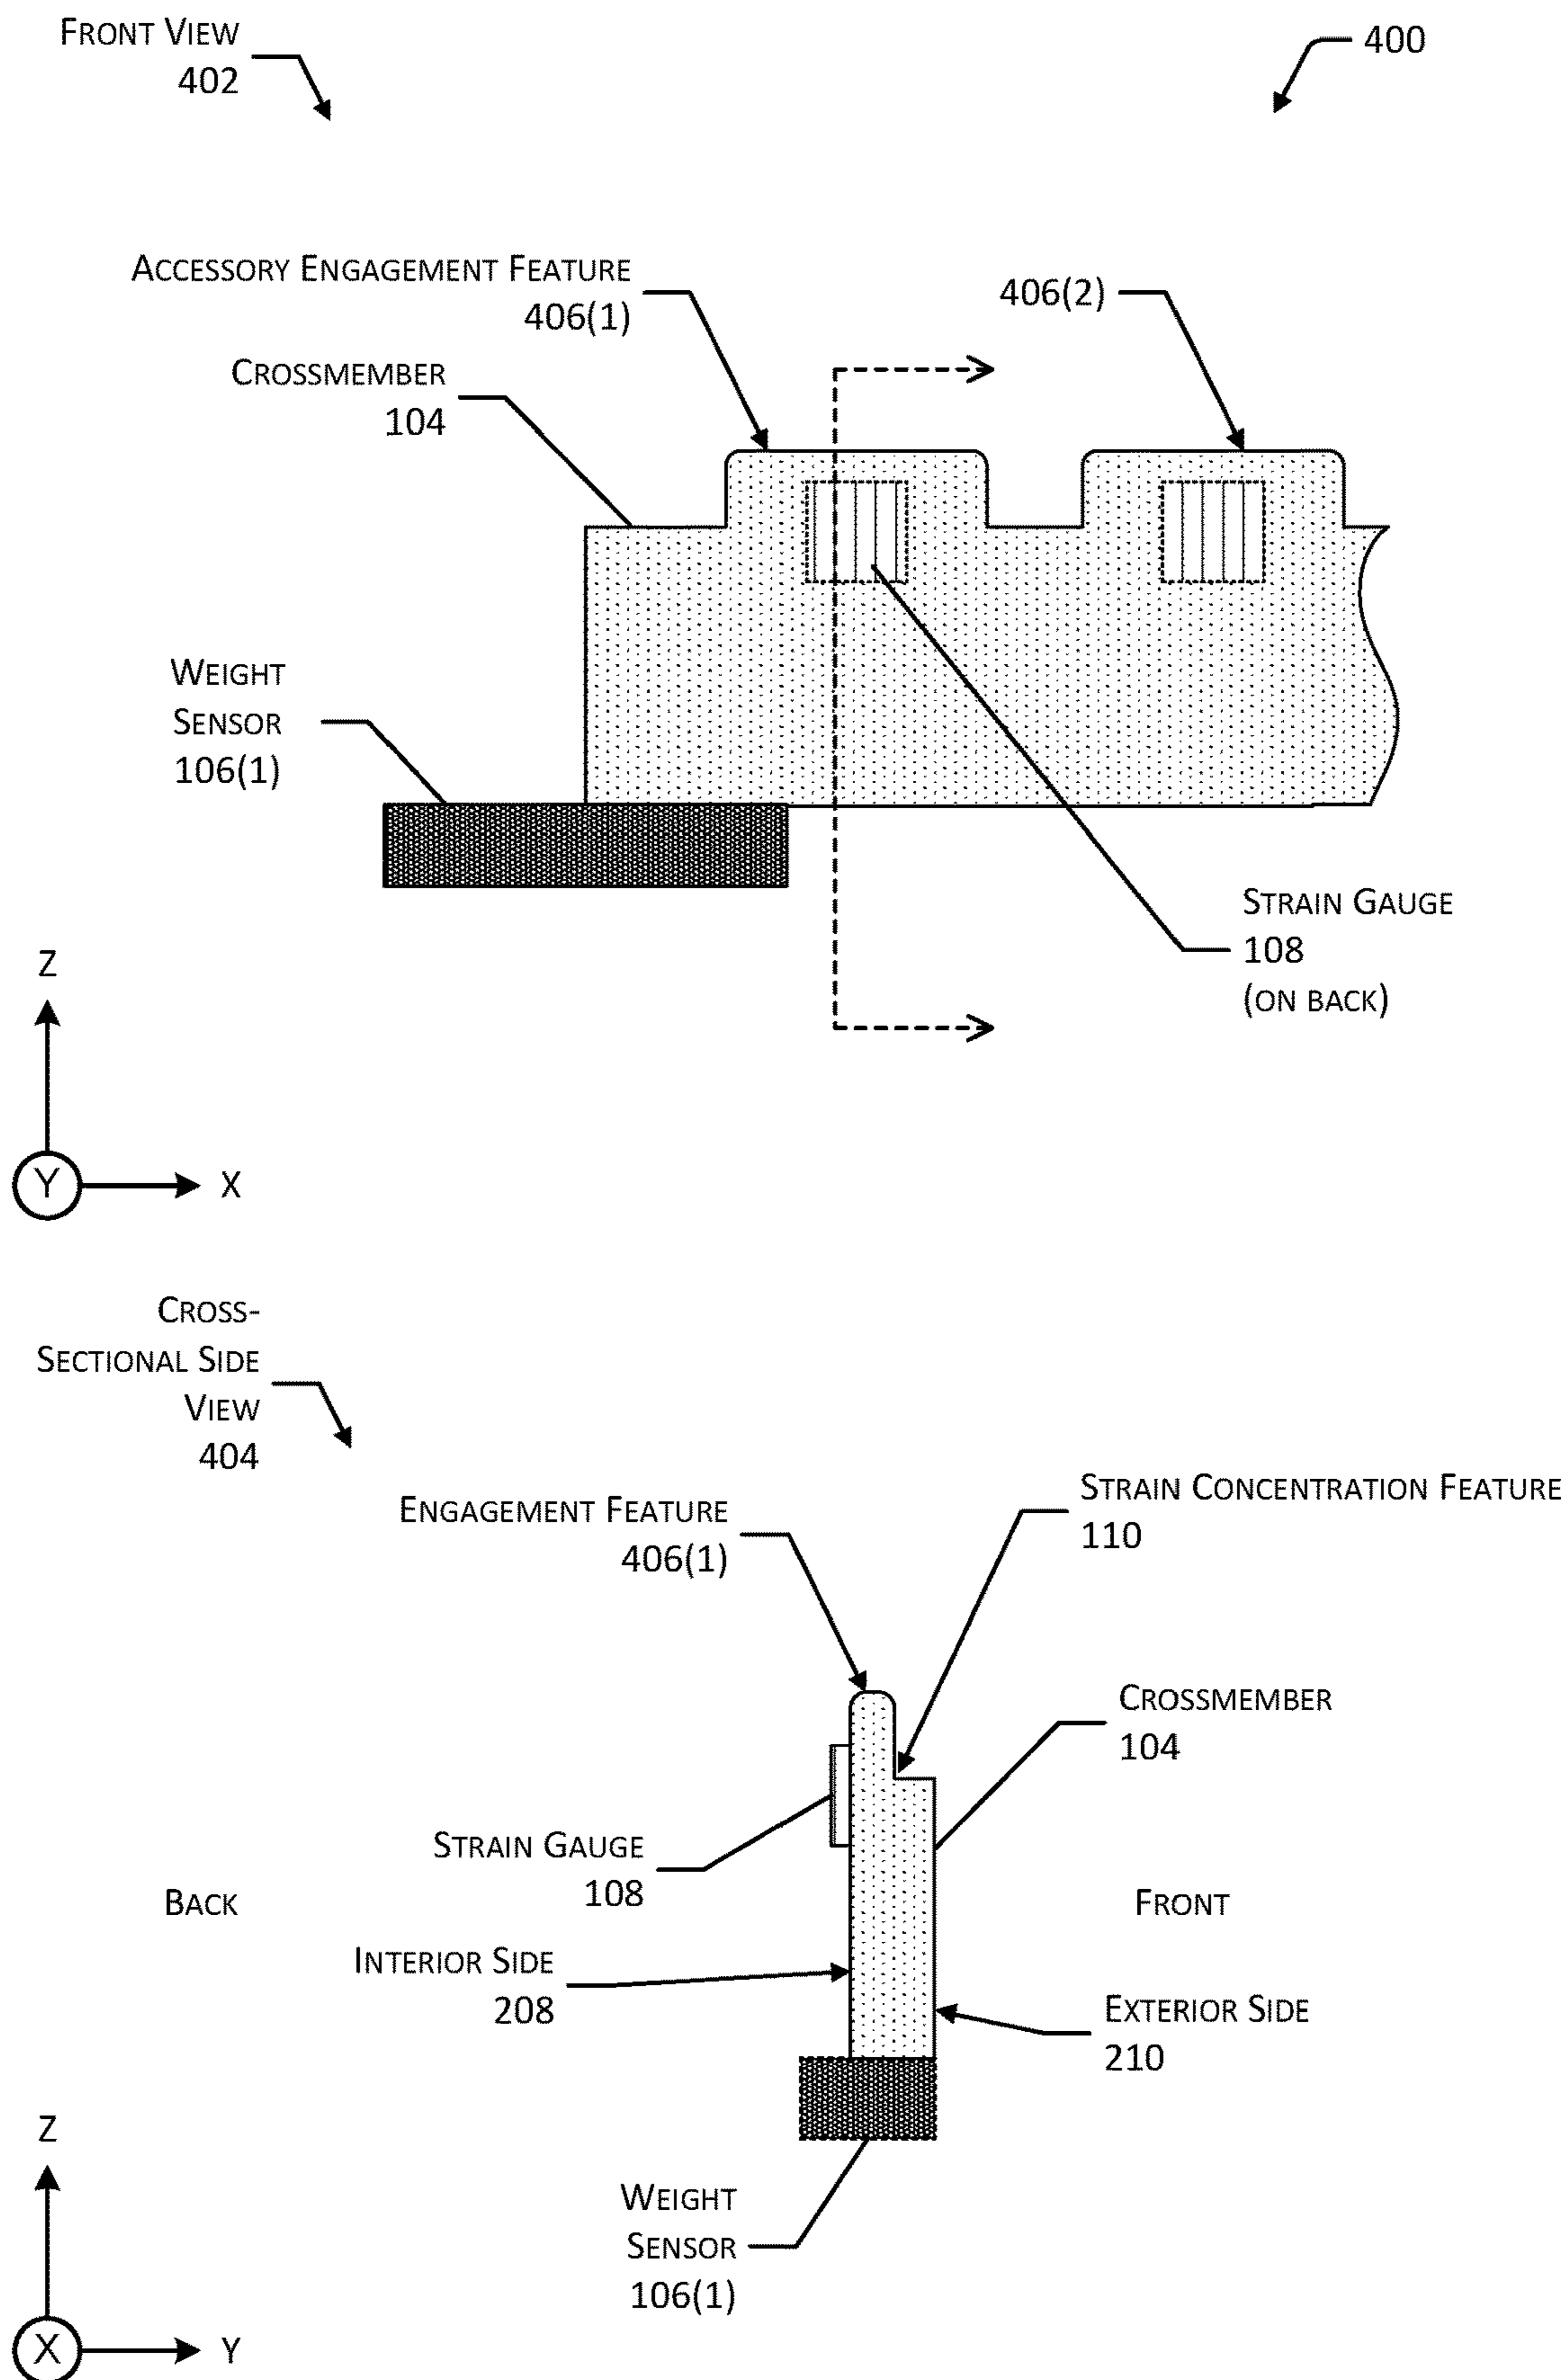 FRONT VIEW
402
400
ACCESSORY ENGAGEMENT FEATURE
406(1)
406(2)
CROSSMEMBER
104
WEIGHT
SENSOR
106(1)
STRAIN GAUGE
108
(ON BACK)
Z
Y
X
CROSS-
SECTIONAL SIDE
VIEW
404
STRAIN CONCENTRATION FEATURE
110
ENGAGEMENT FEATURE
406(1)
CROSSMEMBER
104
STRAIN GAUGE
108
BACK
FRONT
INTERIOR SIDE
208
EXTERIOR SIDE
210
Z
WEIGHT
SENSOR
106(1)
X
Y